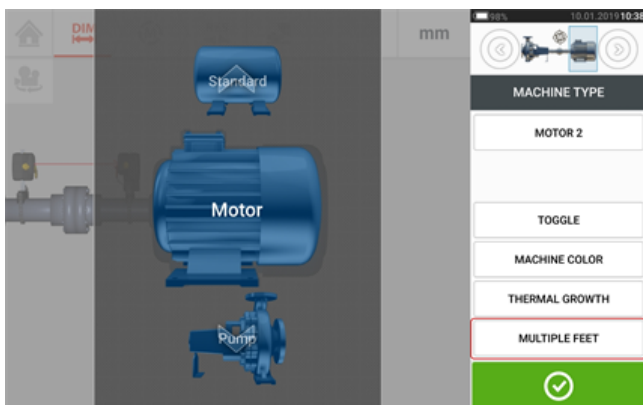 DIM
mm
98%
10.01.2019 10:38
Standard
Motor
Pump
MACHINE TYPE
MOTOR 2
TOGGLE
MACHINE COLOR
THERMAL GROWTH
MULTIPLE FEET